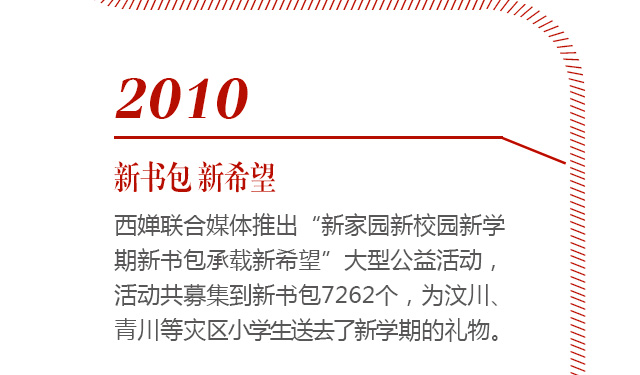 2010
新书包 新希望
西婵联合媒体推出“新家园新校园新学
期新书包承载新希望”大型公益活动，
活动共募集到新书包7262个，为汶川、
青川等灾区小学生送去了新学期的礼物。